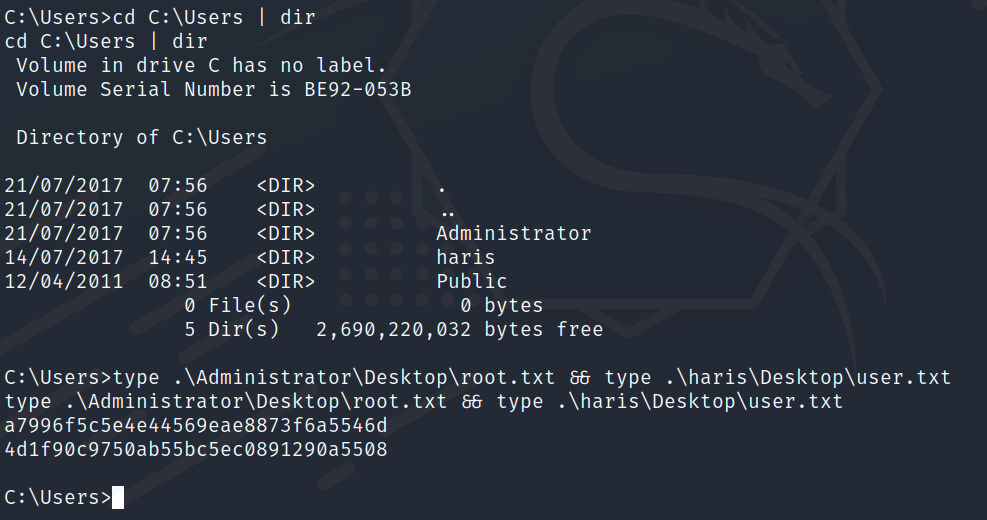 C:\Users>cd C:\Users | dir
cd C:\Users | dir
 Volume in drive C has no label.
 Volume Serial Number is BE92-053B

 Directory of C:\Users

21/07/2017  07:56    <DIR>          .
21/07/2017  07:56    <DIR>          ..
21/07/2017  07:56    <DIR>          Administrator
14/07/2017  14:45    <DIR>          haris
12/04/2011  08:51    <DIR>          Public
               0 File(s)              0 bytes
               5 Dir(s)   2,690,220,032 bytes free

C:\Users>type .\Administrator\Desktop\root.txt && type .\haris\Desktop\user.txt
type .\Administrator\Desktop\root.txt && type .\haris\Desktop\user.txt
a7996f5c5e4e44569eae8873f6a5546d
4d1f90c9750ab55bc5ec0891290a5508

C:\Users>